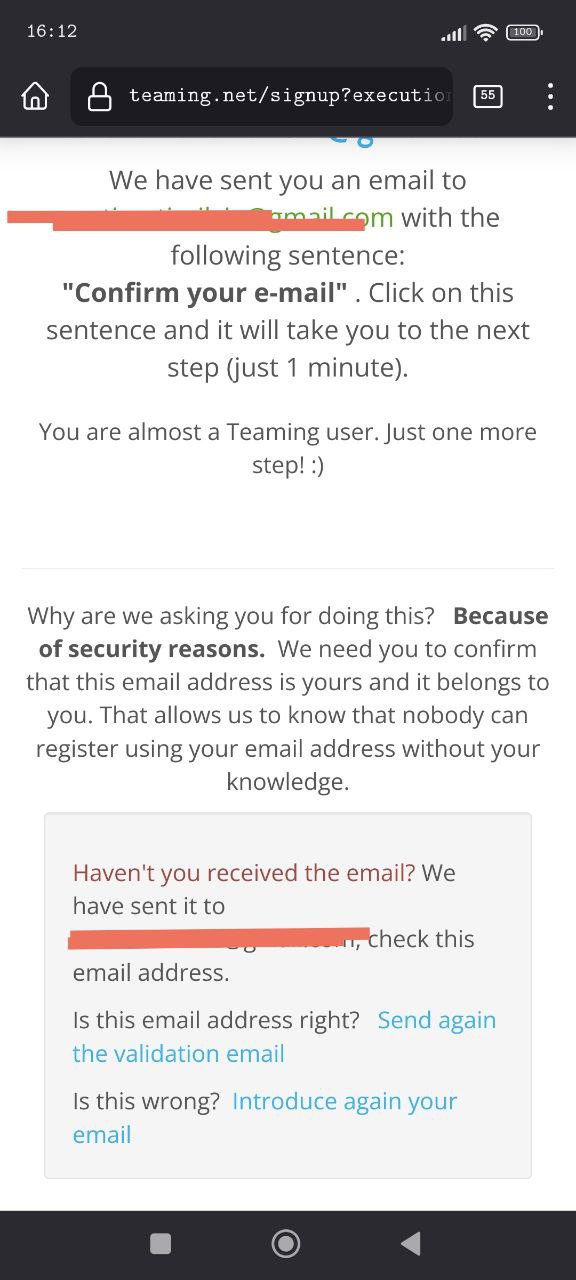 16:12
100
teaming.net/signup?executio
55
We have sent you an email to
with the
following sentence:
"Confirm your e-mail" . Click on this
sentence and it will take you to the next
step (just 1 minute).
You are almost a Teaming user. Just one more
step! :)
Why are we asking you for doing this? Because
of security reasons. We need you to confirm
that this email address is yours and it belongs to
you. That allows us to know that nobody can
register using your email address without your
knowledge.
Haven't you received the email? We
have sent it to
check this
email address.
Is this email address right? Send again
the validation email
Is this wrong? Introduce again your
email